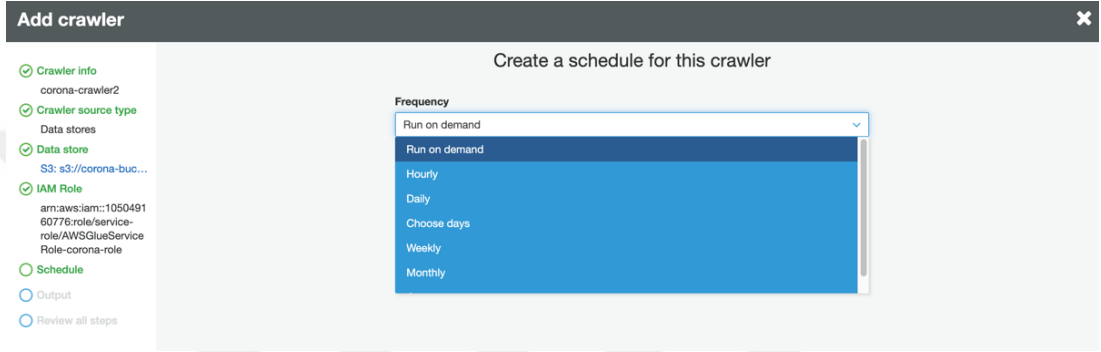 Add crawler
Crawler info
corona-crawler2
Crawler source type
Data stores
Data store
S3: s3://corona-buc...
IAM Role
arn:aws:iam::1050491
60776:role/service-
role/AWSGlueService
Role-corona-role
Schedule
Output
Review all steps
Create a schedule for this crawler
Frequency
Run on demand
Run on demand
Hourly
Daily
Choose days
Weekly
Monthly